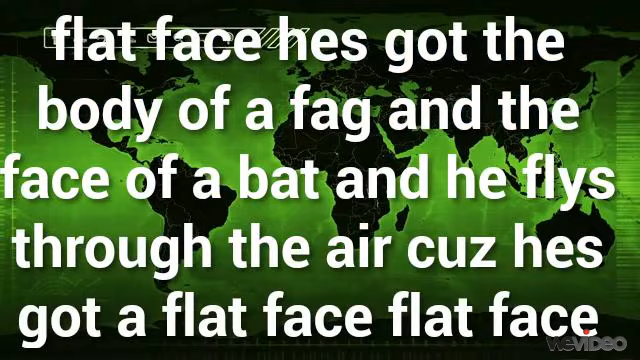 flat face hes got the
body of a fag and the
face of a bat and he flys
through the air cuz hes
got a flat face flat face
WEVIDEO